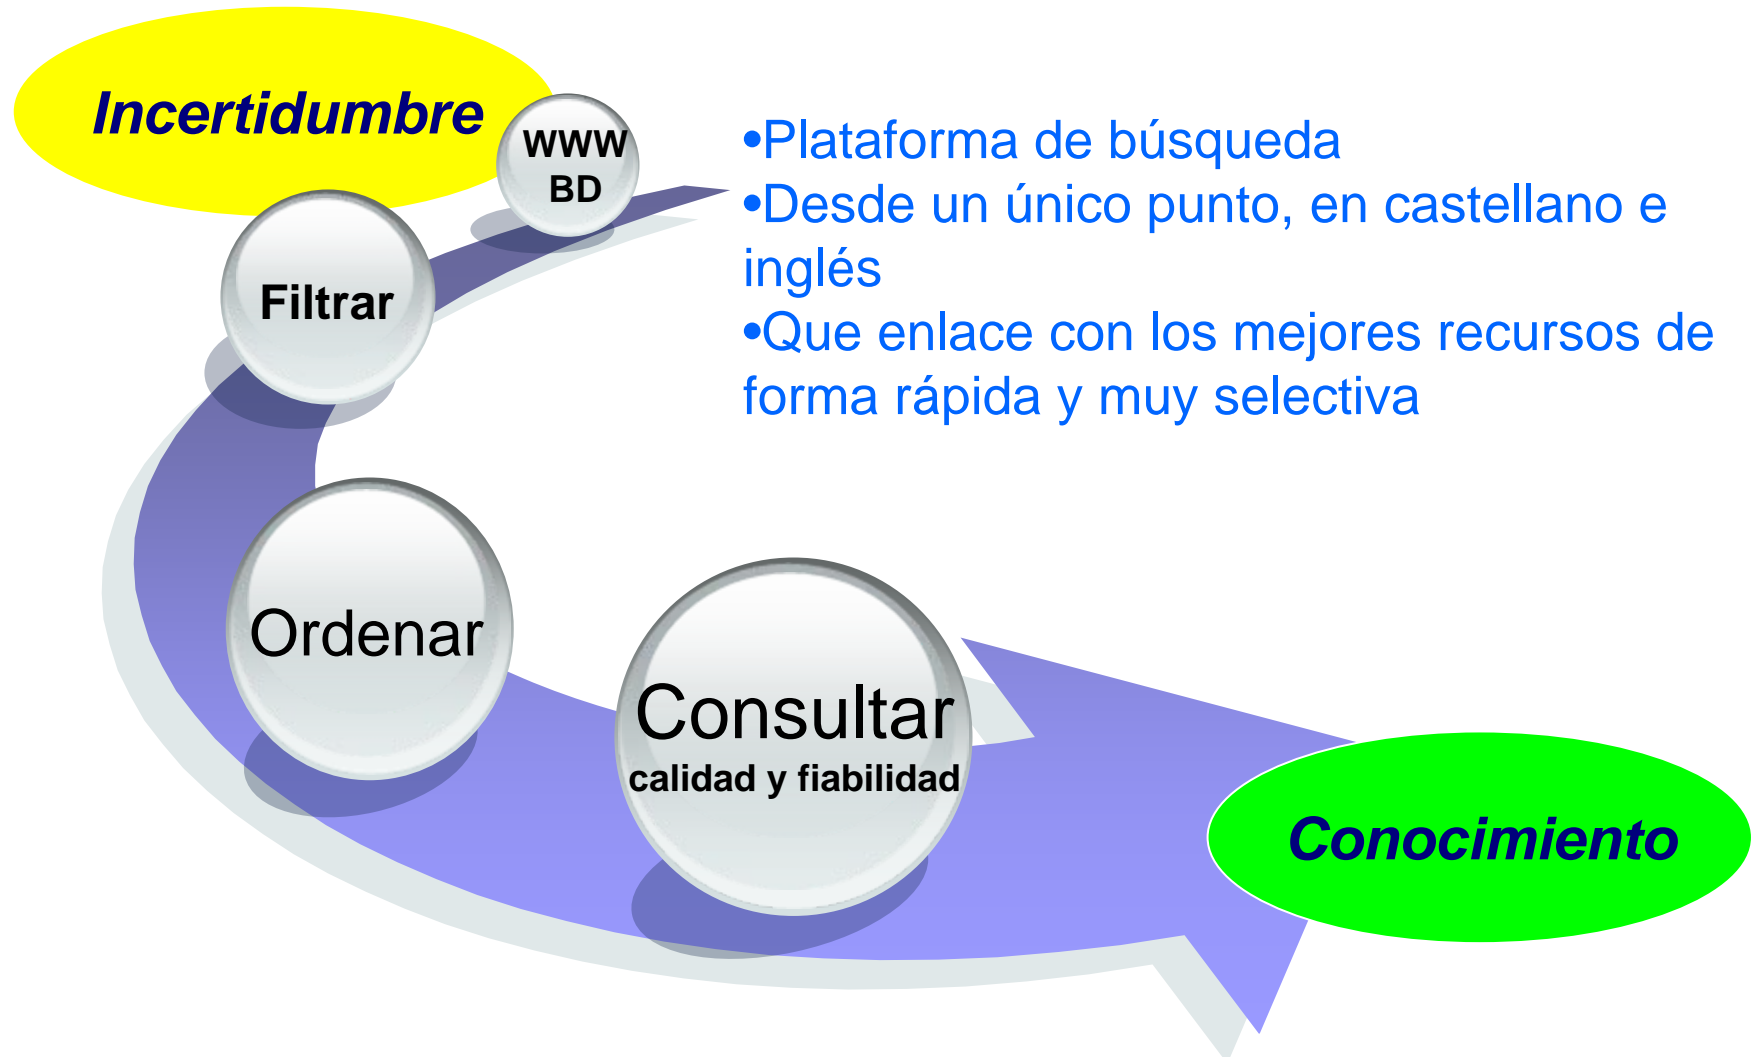 Incertidumbre
WWW
BD
•Plataforma de búsqueda
•Desde un único punto, en castellano e
inglés
•Que enlace con los mejores recursos de
forma rápida y muy selectiva
Filtrar
Ordenar
Consultar
calidad y fiabilidad
Conocimiento